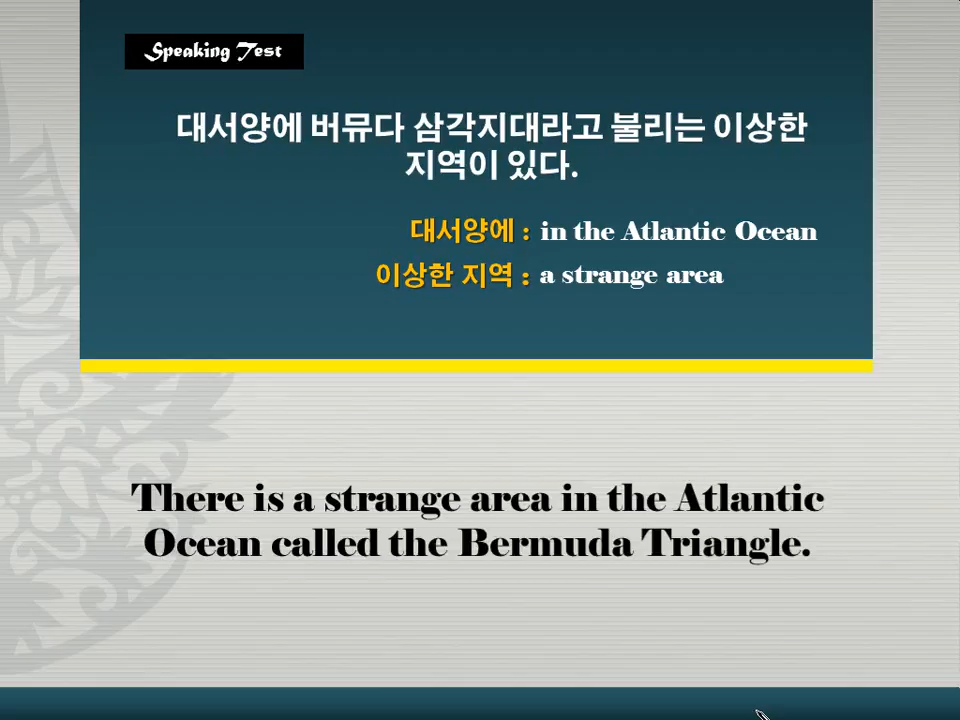 Speaking Test
대서양에 버뮤다 삼각지대라고 불리는 이상한
지역이 있다.
대서양에 : in the Atlantic Ocean
이상한 지역 : a strange area
There is a strange area in the Atlantic
Ocean called the Bermuda Triangle.